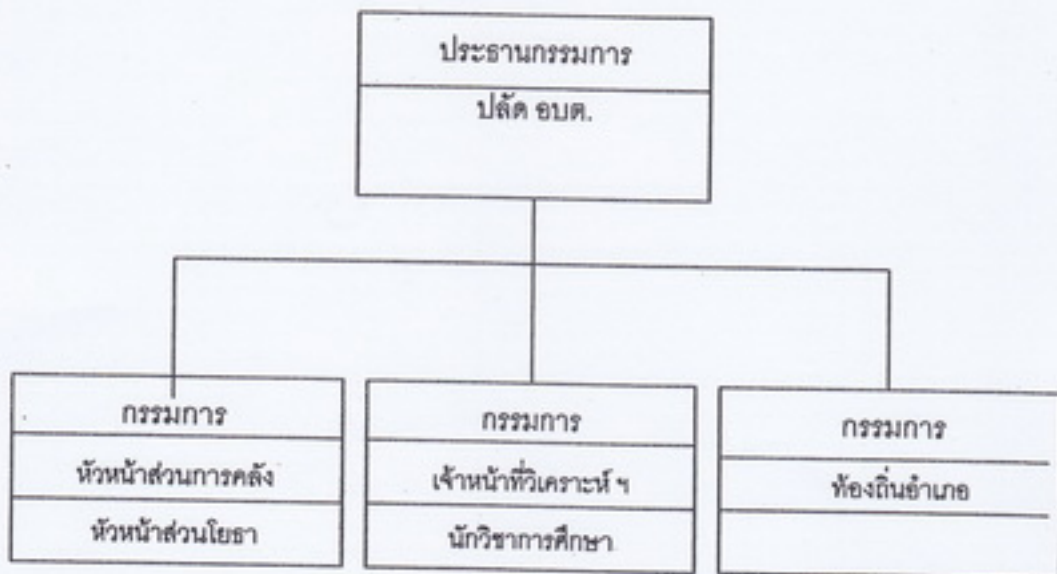 ประธานกรรมการ
ปลัด อบต.
กรรมการ
หัวหน้าส่วนการคลัง
หัวหน้าส่วนโยธา
กรรมการ
เจ้าหน้าที่วิเคราะห์ ฯ
นักวิชาการศึกษา
กรรมการ
ท้องถิ่นอำเภอ